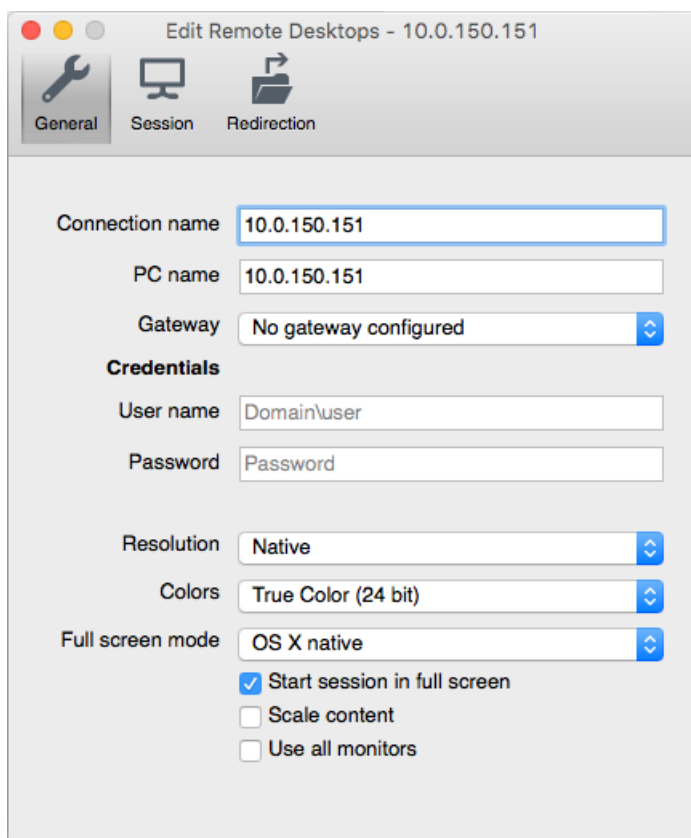 Edit Remote Desktops - 10.0.150.151
General Session Redirection
Connection name 10.0.150.151
PC name 10.0.150.151
Gateway No gateway configured
Credentials
User name Domain\user
Password Password
Resolution Native
Colors True Color (24 bit)
Full screen mode OS X native
Start session in full screen
Scale content
Use all monitors